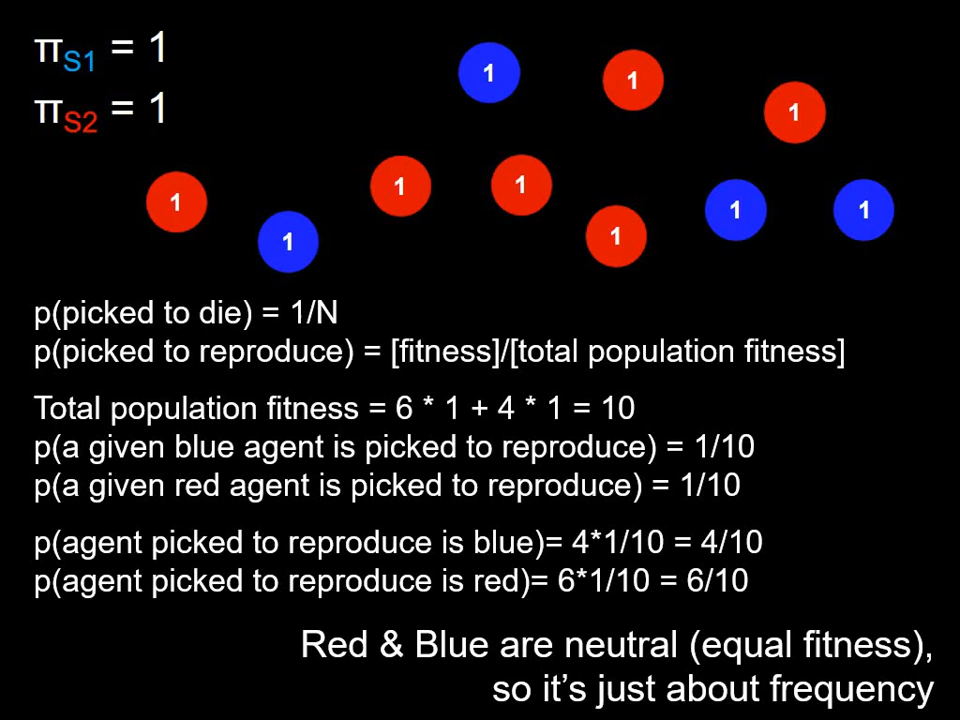 πS1 = 1
πS2 = 1
1
1
1
1
1
1
1
1
1
1
p(picked to die) = 1/N
p(picked to reproduce) = [fitness]/[total population fitness]
Total population fitness = 6 * 1 + 4 * 1 = 10
p(a given blue agent is picked to reproduce) = 1/10
p(a given red agent is picked to reproduce) = 1/10
p(agent picked to reproduce is blue)= 4*1/10 = 4/10
p(agent picked to reproduce is red)= 6*1/10 = 6/10
Red & Blue are neutral (equal fitness),
so it’s just about frequency